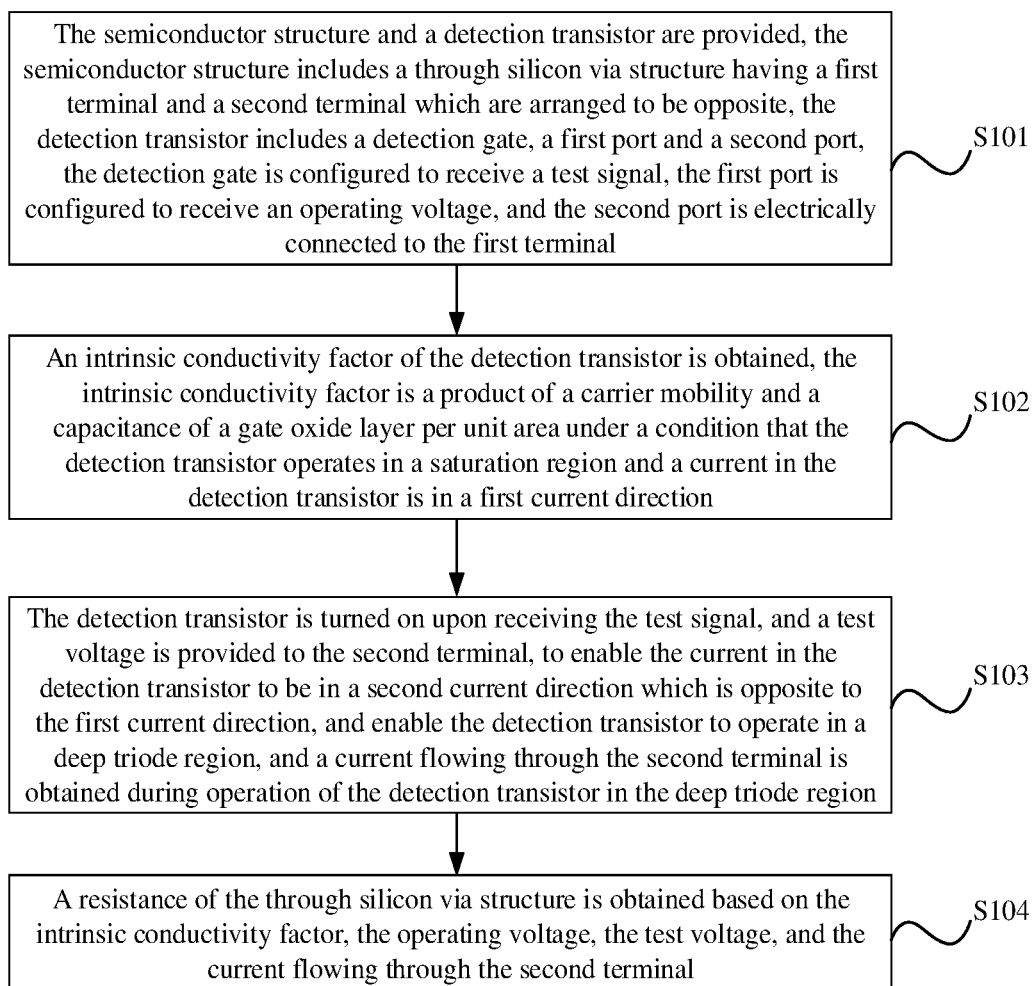 The semiconductor structure and a detection transistor are provided, the
semiconductor structure includes a through silicon via structure having a first
terminal and a second terminal which are arranged to be opposite, the
detection transistor includes a detection gate, a first port and a second port,
the detection gate is configured to receive a test signal, the first port is
configured to receive an operating voltage, and the second port is electrically
connected to the first terminal
S101
An intrinsic conductivity factor of the detection transistor is obtained, the
intrinsic conductivity factor is a product of a carrier mobility and a
capacitance of a gate oxide layer per unit area under a condition that the
detection transistor operates in a saturation region and a current in the
detection transistor is in a first current direction
S102
The detection transistor is turned on upon receiving the test signal, and a test
voltage is provided to the second terminal, to enable the current in the
detection transistor to be in a second current direction which is opposite to
the first current direction, and enable the detection transistor to operate in a
deep triode region, and a current flowing through the second terminal is
obtained during operation of the detection transistor in the deep triode region
S103
A resistance of the through silicon via structure is obtained based on the
intrinsic conductivity factor, the operating voltage, the test voltage, and the
current flowing through the second terminal
S104